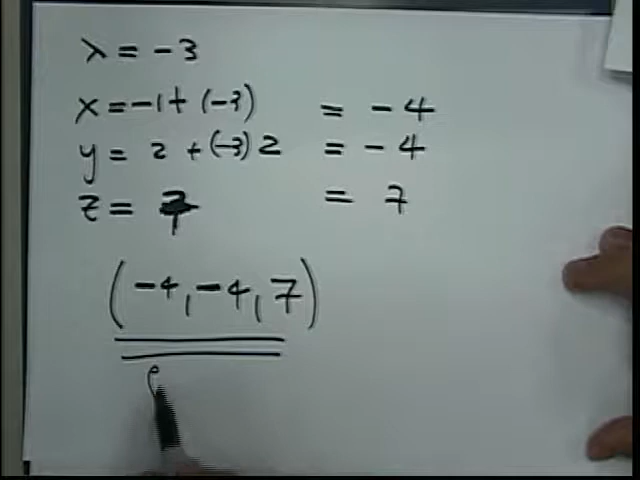 λ = -3
x = -1 + (-3) = -4
y = 2 + (-3) 2 = -4
z = 7 = 7
(-4, -4, 7)